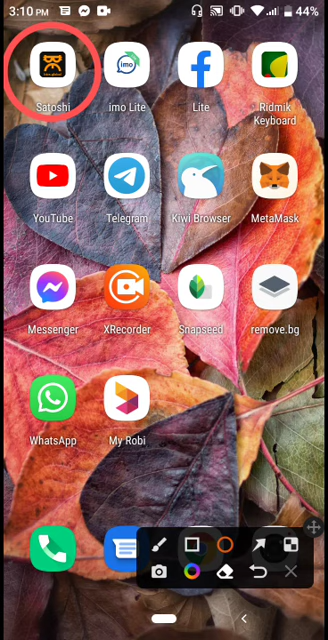 3:10 PM 44%
Satoshi imo Lite Lite Ridmik Keyboard
YouTube Telegram Kiwi Browser MetaMask
Messenger XRecorder Snapseed remove.bg
WhatsApp My Robi